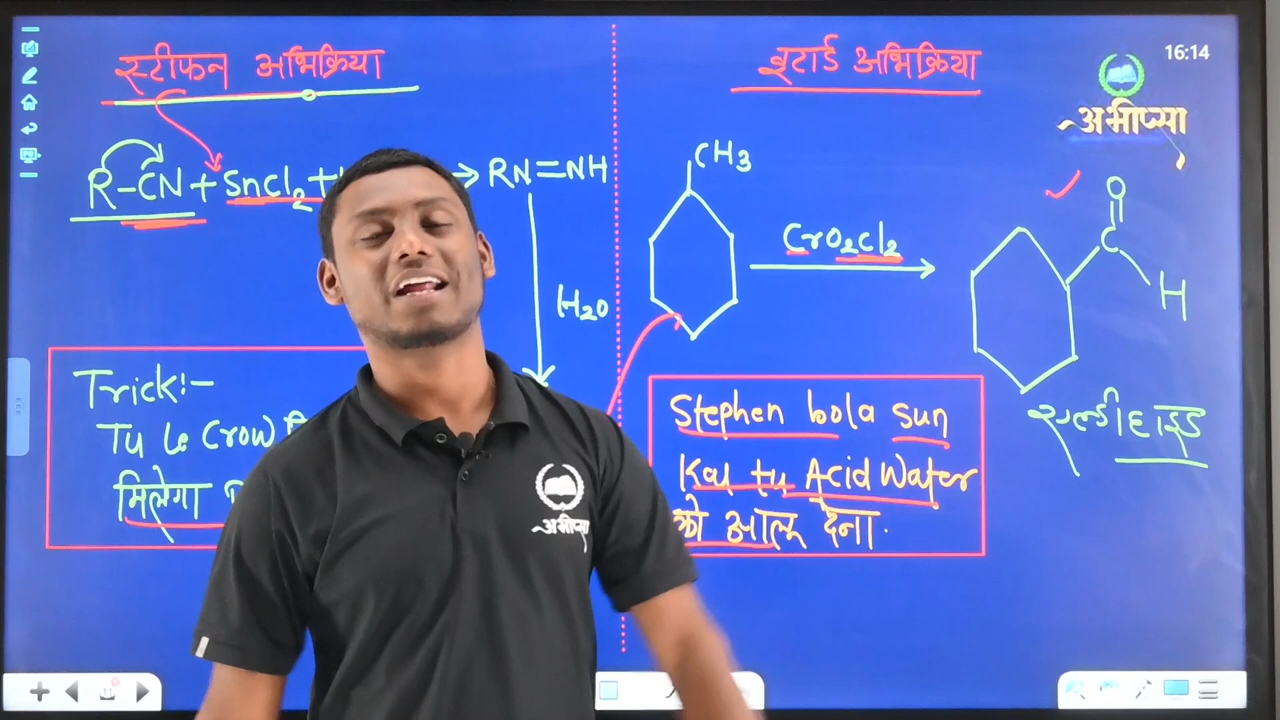 स्टीफन अभिक्रिया
R-CN + SnCl2 +
→ RN=NH
H2O
Trick:-
Tu le Crow
मिलेगा
इटार्ड अभिक्रिया
16:14
अभीप्सा
CH3
CrO2Cl2
O
C
H
एल्डीहाइड
Stephen bola sun
Kal tu Acid Water
को आलू देना.
अभीप्सा